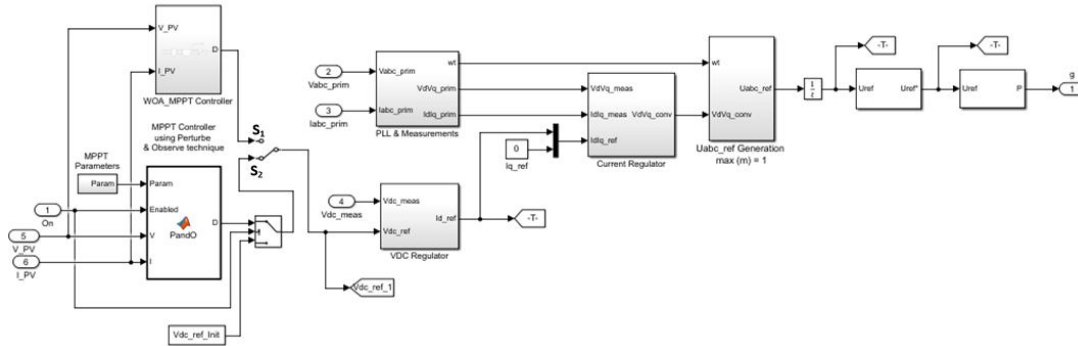 V_PV
I_PV
D
WOA_MPPT Controller
MPPT Controller
using Perturbe
& Observe technique
MPPT
Parameters
Param
Param
Enabled
V
I
D
PandO
1
On
5
V_PV
6
I_PV
Vdc_ref_Init
S1
S2
2
Vabc_prim
3
Iabc_prim
Vabc_prim
Iabc_prim
wt
VdVq_prim
IdIq_prim
PLL & Measurements
0
Iq_ref
4
Vdc_meas
Vdc_meas
Vdc_ref
Id_ref
VDC Regulator
-T-
Vdc_ref_1
VdVq_meas
IdIq_meas
IdIq_ref
VdVq_conv
Current Regulator
wt
VdVq_conv
Uabc_ref
Uabc_ref Generation
max (m) = 1
-T-
Uref
Uref*
-T-
Uref
P
g
1